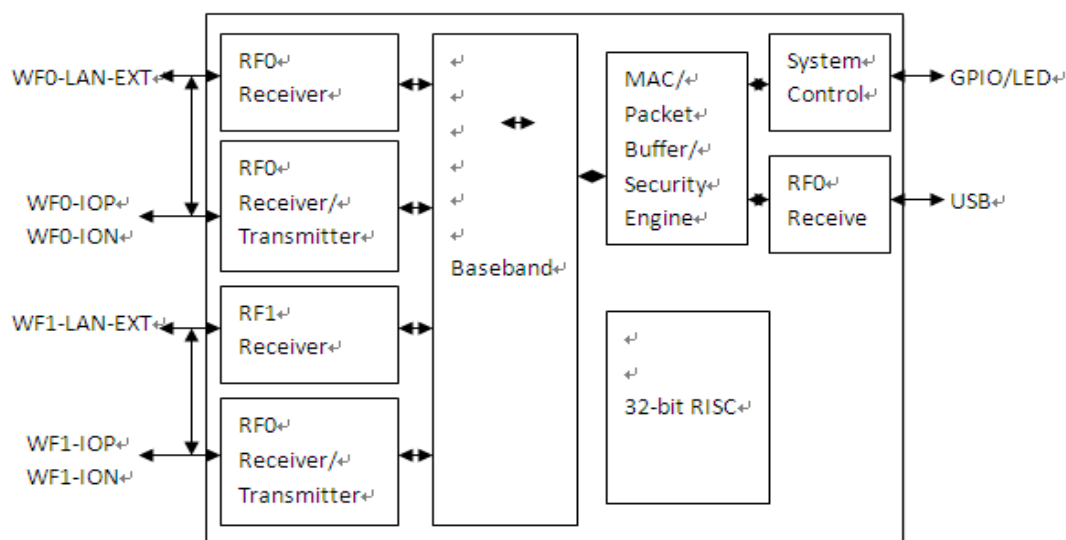 WF0-LAN-EXT
WF0-IOP
WF0-ION
WF1-LAN-EXT
WF1-IOP
WF1-ION
RF0
Receiver
RF0
Receiver/
Transmitter
RF1
Receiver
RF0
Receiver/
Transmitter
Baseband
MAC/
Packet
Buffer/
Security
Engine
32-bit RISC
System
Control
RF0
Receive
GPIO/LED
USB